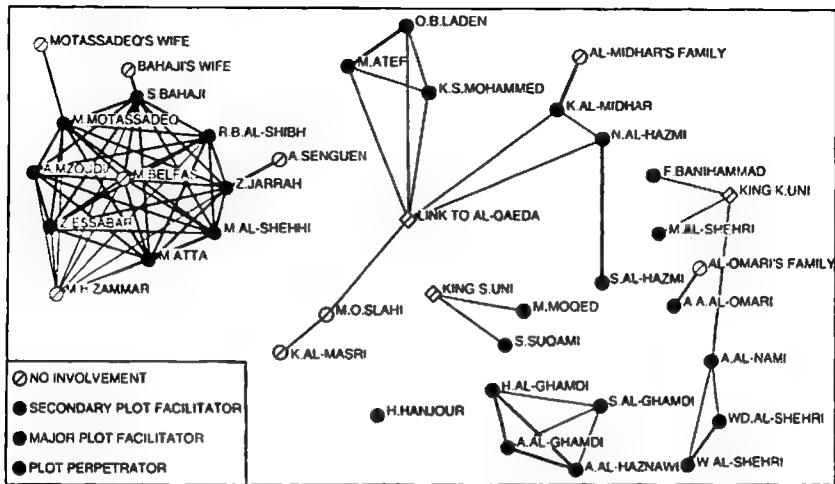 O.B.LADEN
MOTASSADEQ'S WIFE
M.ATEF
AL-MIDHAR'S FAMILY
BAHAJI'S WIFE
K.S.MOHAMMED
S.BAHAJI
K.AL-MIDHAR
M.MOTASSADEQ
R.B.AL-SHIBH
N.AL-HAZMI
A.SENGUEN
A.MZOUDI
M.BELFAS
Z.JARRAH
F.BANIHAMMAD
KING K.UNI
LINK TO AL-QAEDA
Z.ESSABAR
M.AL-SHEHHI
M.AL-SHEHRI
M.ATTA
AL-OMARI'S FAMILY
M.H.ZAMMAR
KING S.UNI
S.AL-HAZMI
A.A.AL-OMARI
M.O.SLAHI
M.MOQED
S.SUQAMI
K.AL-MASRI
A.AL-NAMI
NO INVOLVEMENT
SECONDARY PLOT FACILITATOR
MAJOR PLOT FACILITATOR
PLOT PERPETRATOR
H.HANJOUR
H.AL-GHAMDI
S.AL-GHAMDI
WD.AL-SHEHRI
A.AL-GHAMDI
A.AL-HAZNAWI
W.AL-SHEHRI